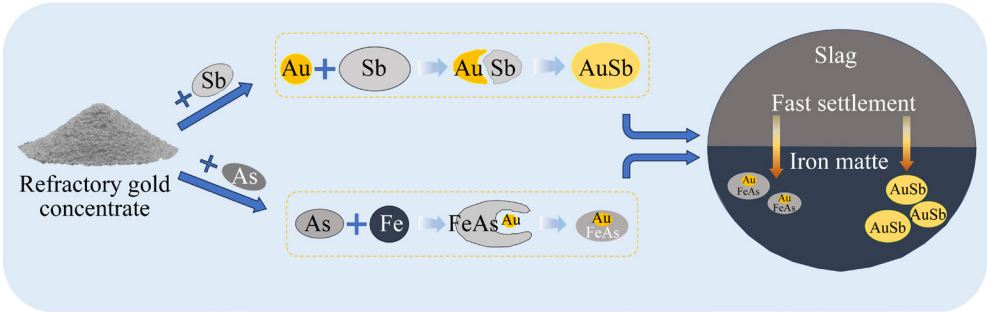 Refractory gold
concentrate
+ Sb
+ As
Au + Sb Au Sb AuSb
As + Fe FeAs Au Au
FeAs
Slag
Fast settlement
Iron matte
Au
FeAs
Au
FeAs
AuSb
AuSb
AuSb